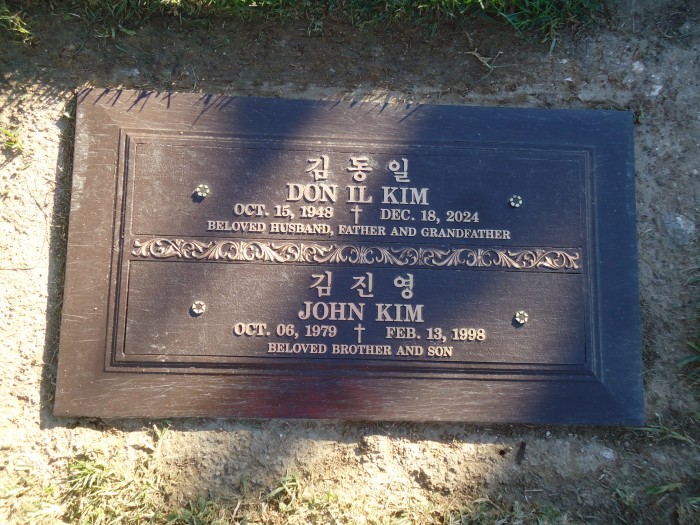 김동일
DON IL KIM
OCT. 15, 1948 † DEC. 18, 2024
BELOVED HUSBAND, FATHER AND GRANDFATHER
김진영
JOHN KIM
OCT. 06, 1979 † FEB. 13, 1998
BELOVED BROTHER AND SON